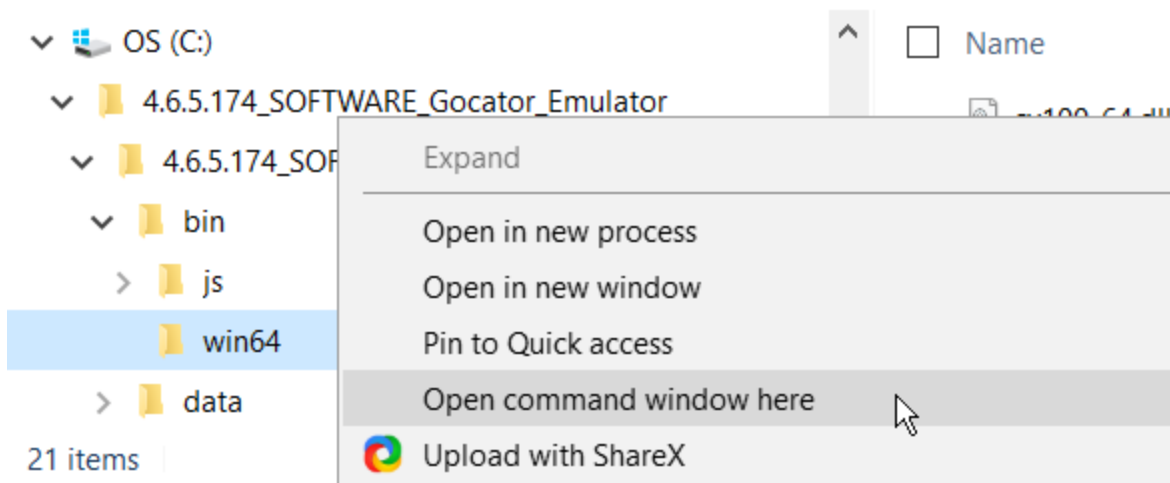 OS (C:)
Name
4.6.5.174_SOFTWARE_Gocator_Emulator
4.6.5.174_SOF
Expand
bin
Open in new process
js
Open in new window
win64
Pin to Quick access
data
Open command window here
21 items
Upload with ShareX